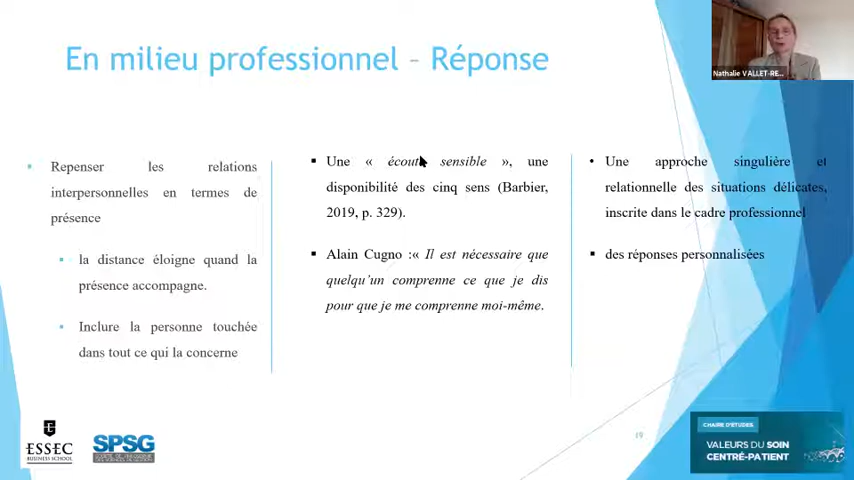 En milieu professionnel – Réponse
Nathalie VALLET-RE...
• Repenser les relations
interpersonnelles en termes de
présence
▪ la distance éloigne quand la
présence accompagne.
▪ Inclure la personne touchée
dans tout ce qui la concerne
▪ Une « écoute sensible », une
disponibilité des cinq sens (Barbier,
2019, p. 329).
▪ Alain Cugno :« Il est nécessaire que
quelqu’un comprenne ce que je dis
pour que je me comprenne moi-même.
• Une approche singulière et
relationnelle des situations délicates,
inscrite dans le cadre professionnel
▪ des réponses personnalisées
ESSEC
BUSINESS SCHOOL
SPSG
19
CHAIRE D'ETUDES
VALEURS DU SOIN
CENTRÉ-PATIENT